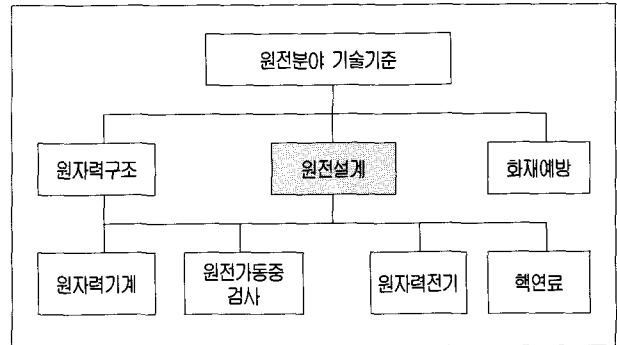 원전분야 기술기준
원자력구조
원전설계
화재예방
원자력기계
원전가동중
검사
원자력전기
핵연료